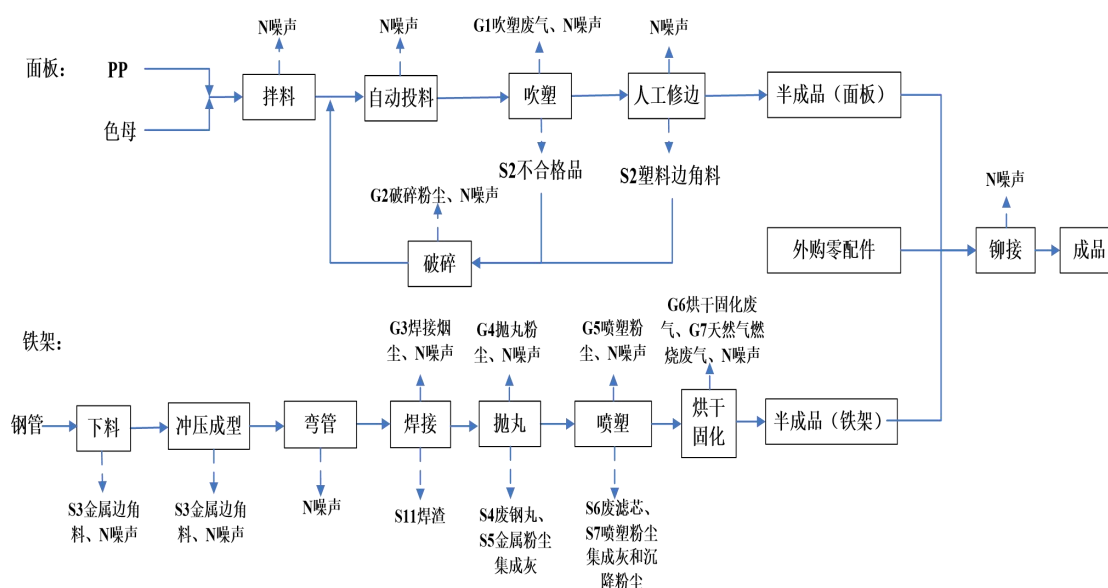 N噪声
N噪声
G1吹塑废气、N噪声
N噪声
面板：
PP
色母
拌料
自动投料
吹塑
人工修边
半成品（面板）
S2不合格品
S2塑料边角料
G2破碎粉尘、N噪声
破碎
N噪声
外购零配件
铆接
成品
铁架：
G3焊接烟
尘、N噪声
G4抛丸粉
尘、N噪声
G5喷塑粉
尘、N噪声
G6烘干固化废
气、G7天然气燃
烧废气、N噪声
钢管
下料
冲压成型
弯管
焊接
抛丸
喷塑
烘干
固化
半成品（铁架）
S3金属边角
料、N噪声
S3金属边角
料、N噪声
N噪声
S11焊渣
S4废钢丸、
S5金属粉尘
集成灰
S6废滤芯、
S7喷塑粉尘
集成灰和沉
降粉尘